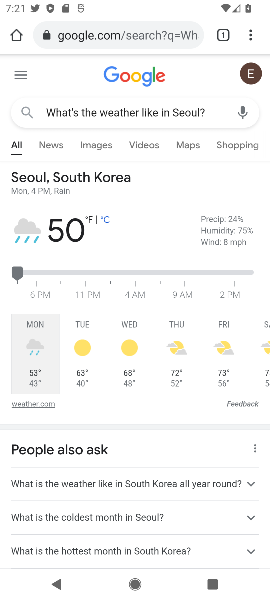 7:21
google.com/search?q=Wh
1
Google
E
What's the weather like in Seoul?
All News Images Videos Maps Shopping
Seoul, South Korea
Mon, 4 PM, Rain
50 °F | °C
Precip. 24%
Humidity: 75%
Wind: 8 mph
6 PM 11 PM 4 AM 9 AM 2 PM
MON TUE WED THU FRI
53° 63° 68° 72° 73°
43° 40° 48° 52° 56°
weather.com Feedback
People also ask
What is the weather like in South Korea all year round?
What is the coldest month in Seoul?
What is the hottest month in South Korea?